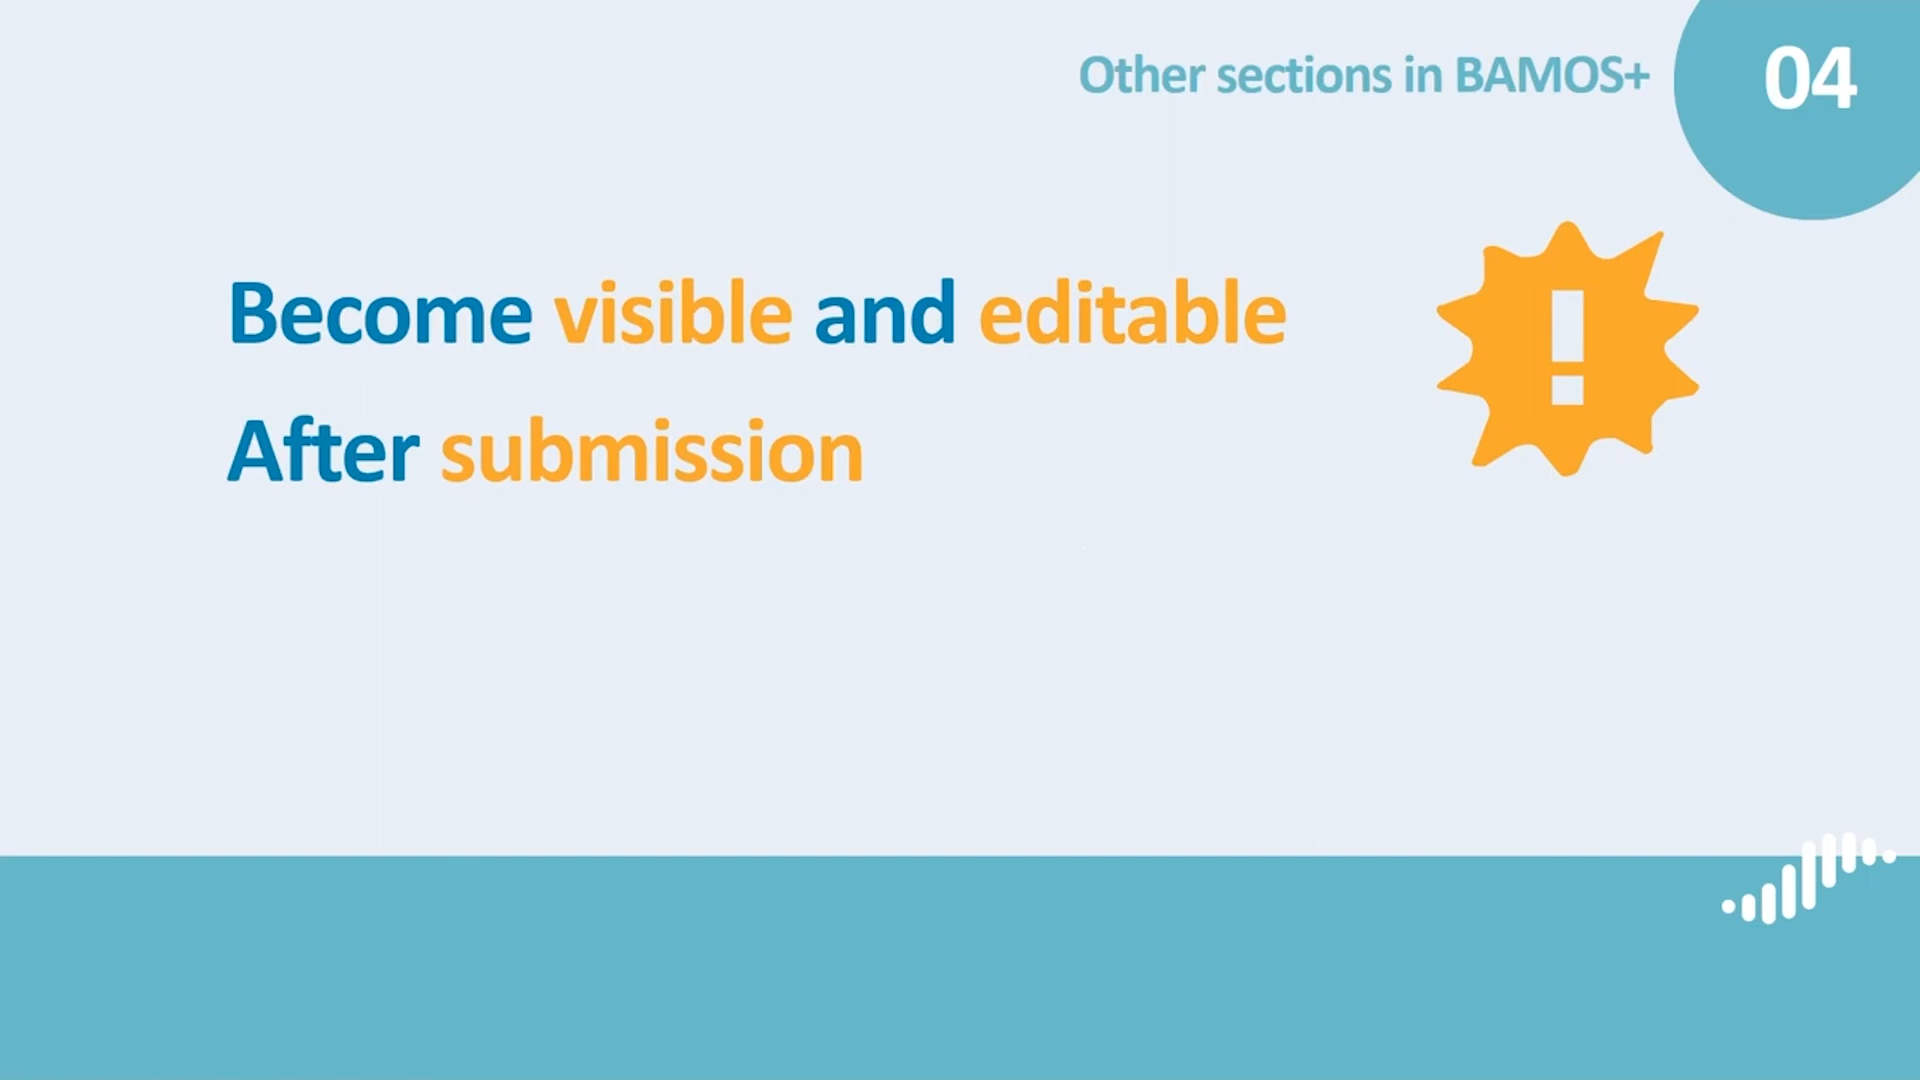 Other sections in BAMOS+
04
Become visible and editable
!
After submission